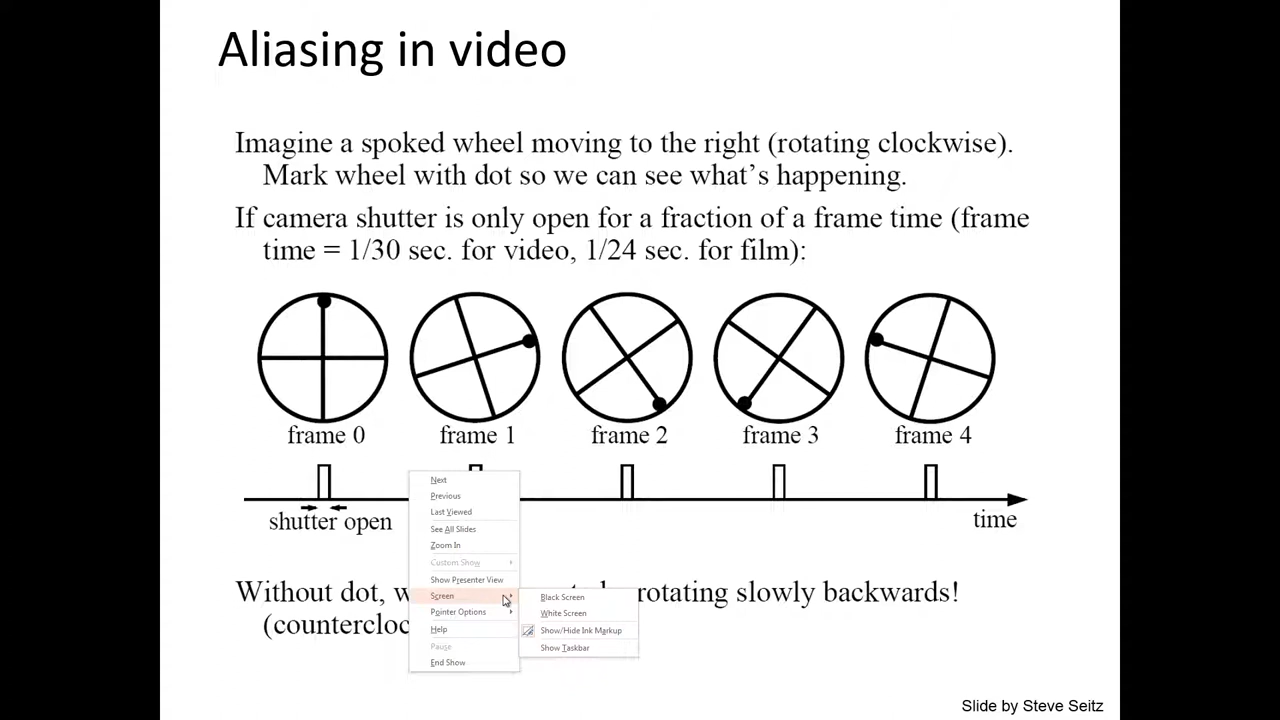 Aliasing in video
Imagine a spoked wheel moving to the right (rotating clockwise).
Mark wheel with dot so we can see what's happening.
If camera shutter is only open for a fraction of a frame time (frame
time = 1/30 sec. for video, 1/24 sec. for film):
frame 0 frame 1 frame 2 frame 3 frame 4
shutter open
time
Without dot, w
rotating slowly backwards!
(counterclo
Next
Previous
Last Viewed
See All Slides
Zoom In
Custom Show
Show Presenter View
Screen
Pointer Options
Help
Pause
End Show
Black Screen
White Screen
Show/Hide Ink Markup
Show Taskbar
Slide by Steve Seitz